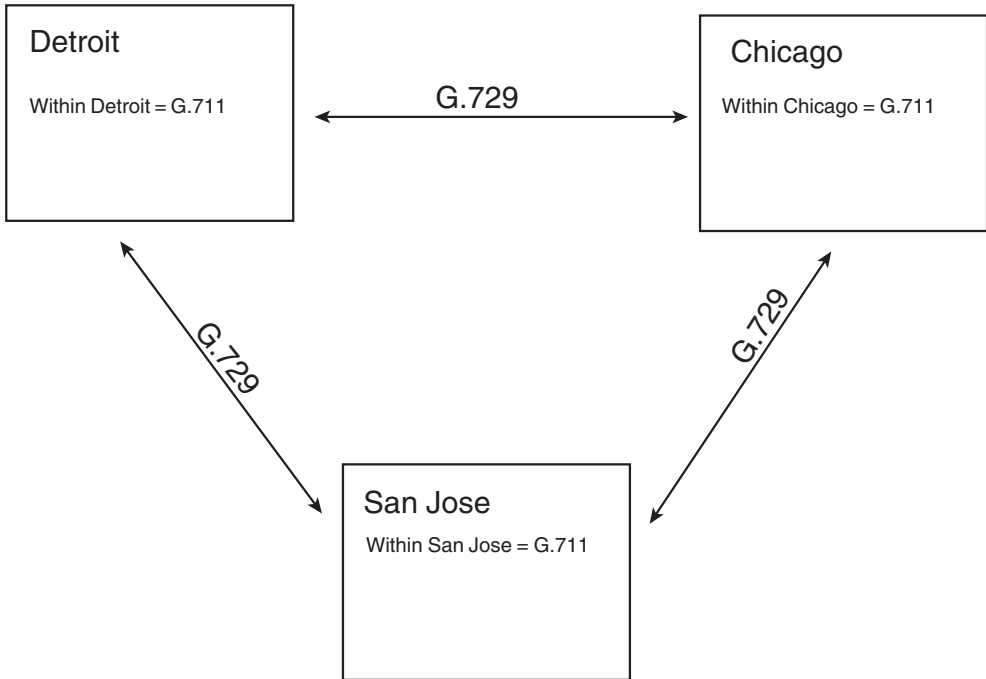 Detroit
Within Detroit = G.711
G.729
Chicago
Within Chicago = G.711
G.729
G.729
San Jose
Within San Jose = G.711